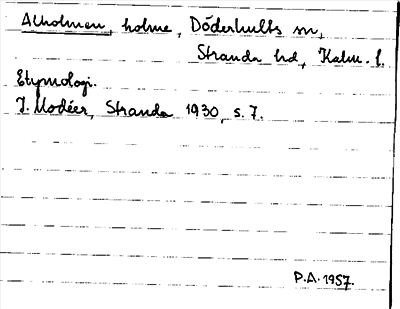 Alholmen, holme, Döderhults sn,
Stranda hd, Kalm. l.
Etymologi.
I. Modéer, Stranda 1930, s. 7.
P.A. 1957.